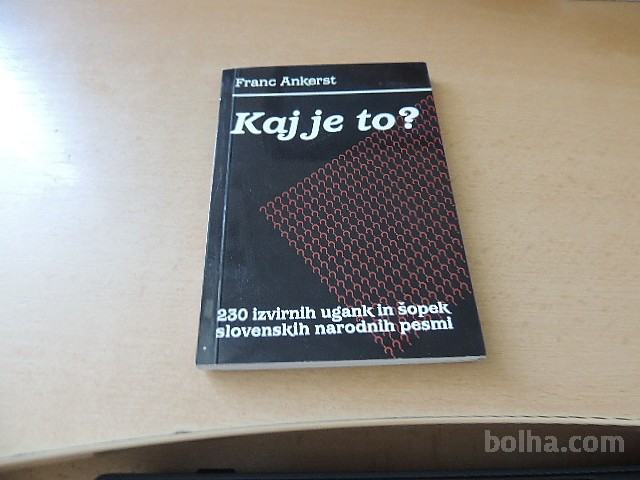 Franc Ankerst
Kaj je to?
230 izvirnih ugank in šopek
slovenskih narodnih pesmi
bolha.com